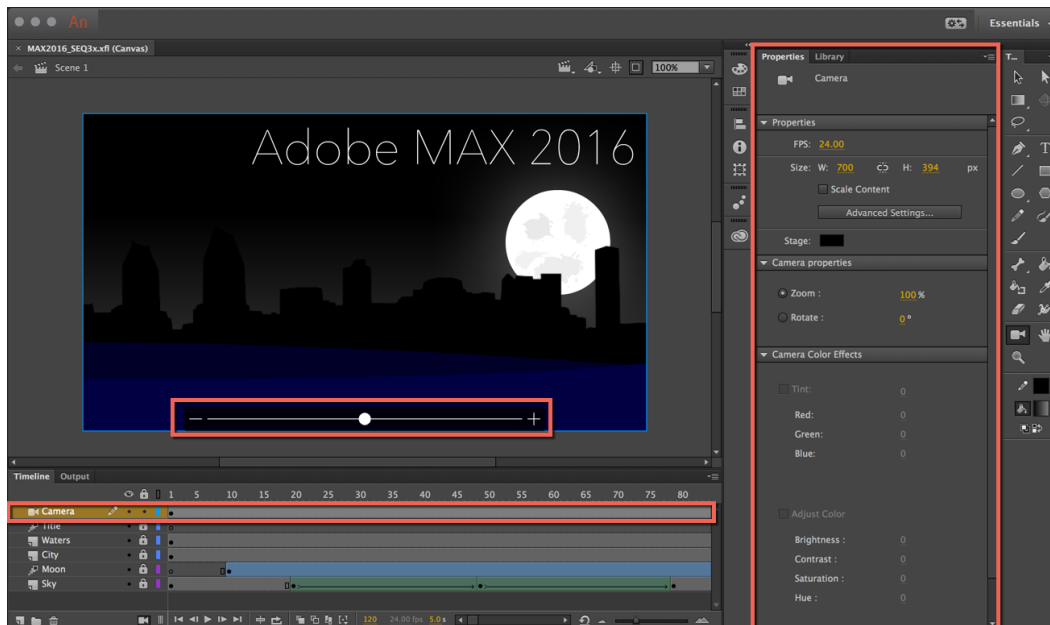 An
Essentials
× MAX2016_SEQ3x.xfl (Canvas)
Scene 1
100%
Adobe MAX 2016
Properties Library
Camera
Properties
FPS: 24.00
Size: W: 700 H: 394 px
Scale Content
Advanced Settings...
Stage:
Camera properties
Zoom : 100 %
Rotate : 0 °
Camera Color Effects
Tint: 0
Red: 0
Green: 0
Blue: 0
Adjust Color
Brightness : 0
Contrast : 0
Saturation : 0
Hue : 0
T...
T
Timeline Output
1 5 10 15 20 25 30 35 40 45 50 55 60 65 70 75 80
Camera
Title
Waters
City
Moon
Sky
120 24.00 fps 5.0 s